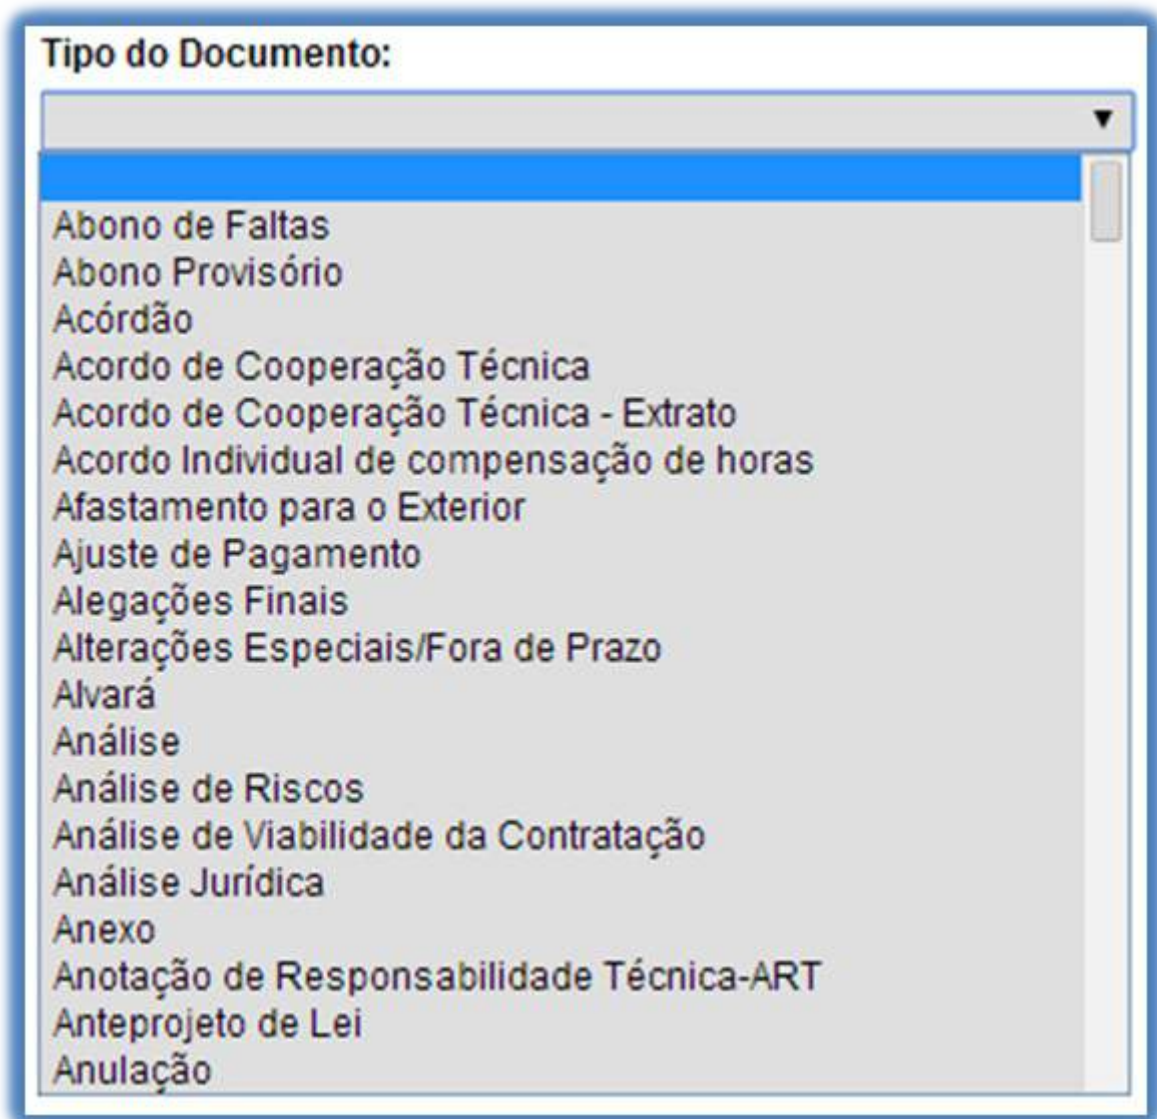 Tipo do Documento:
Abono de Faltas
Abono Provisório
Acórdão
Acordo de Cooperação Técnica
Acordo de Cooperação Técnica - Extrato
Acordo Individual de compensação de horas
Afastamento para o Exterior
Ajuste de Pagamento
Alegações Finais
Alterações Especiais/Fora de Prazo
Alvará
Análise
Análise de Riscos
Análise de Viabilidade da Contratação
Análise Jurídica
Anexo
Anotação de Responsabilidade Técnica-ART
Anteprojeto de Lei
Anulação